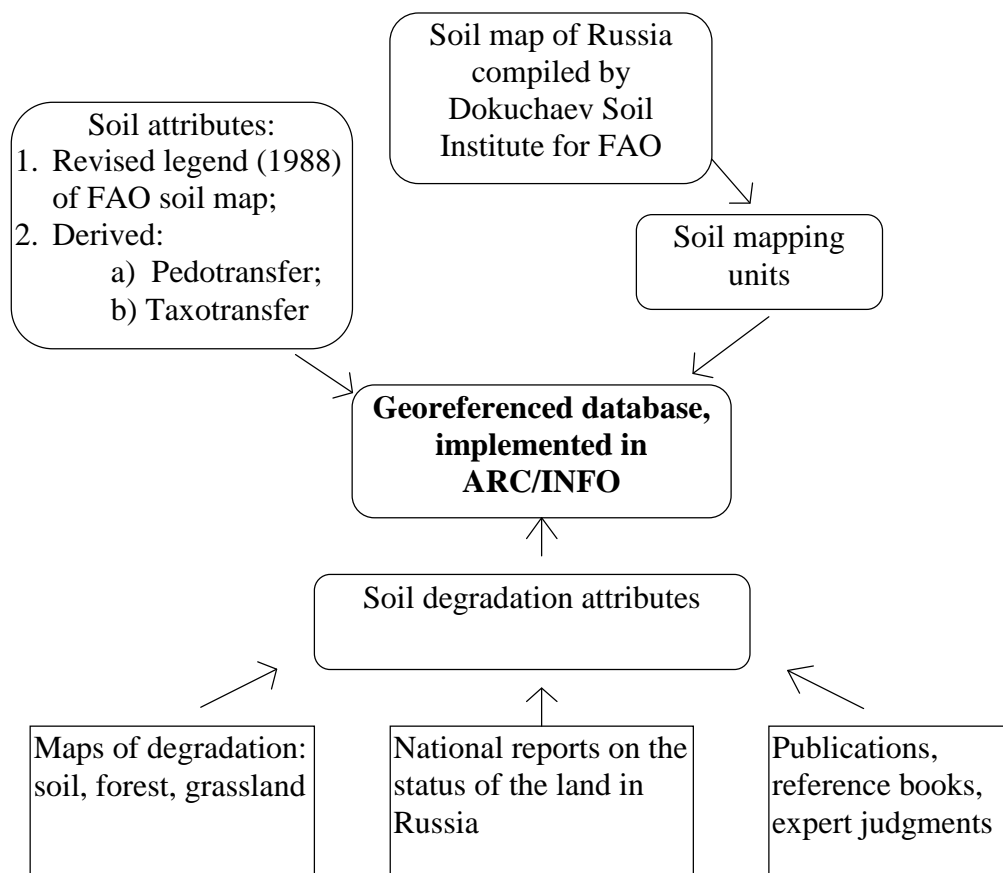 Soil map of Russia
compiled by
Dokuchaev Soil
Institute for FAO
Soil attributes:
1. Revised legend (1988)
of FAO soil map;
2. Derived:
a) Pedotransfer;
b) Taxotransfer
Soil mapping
units
Georeferenced database,
implemented in
ARC/INFO
Soil degradation attributes
Maps of degradation:
soil, forest, grassland
National reports on the
status of the land in
Russia
Publications,
reference books,
expert judgments